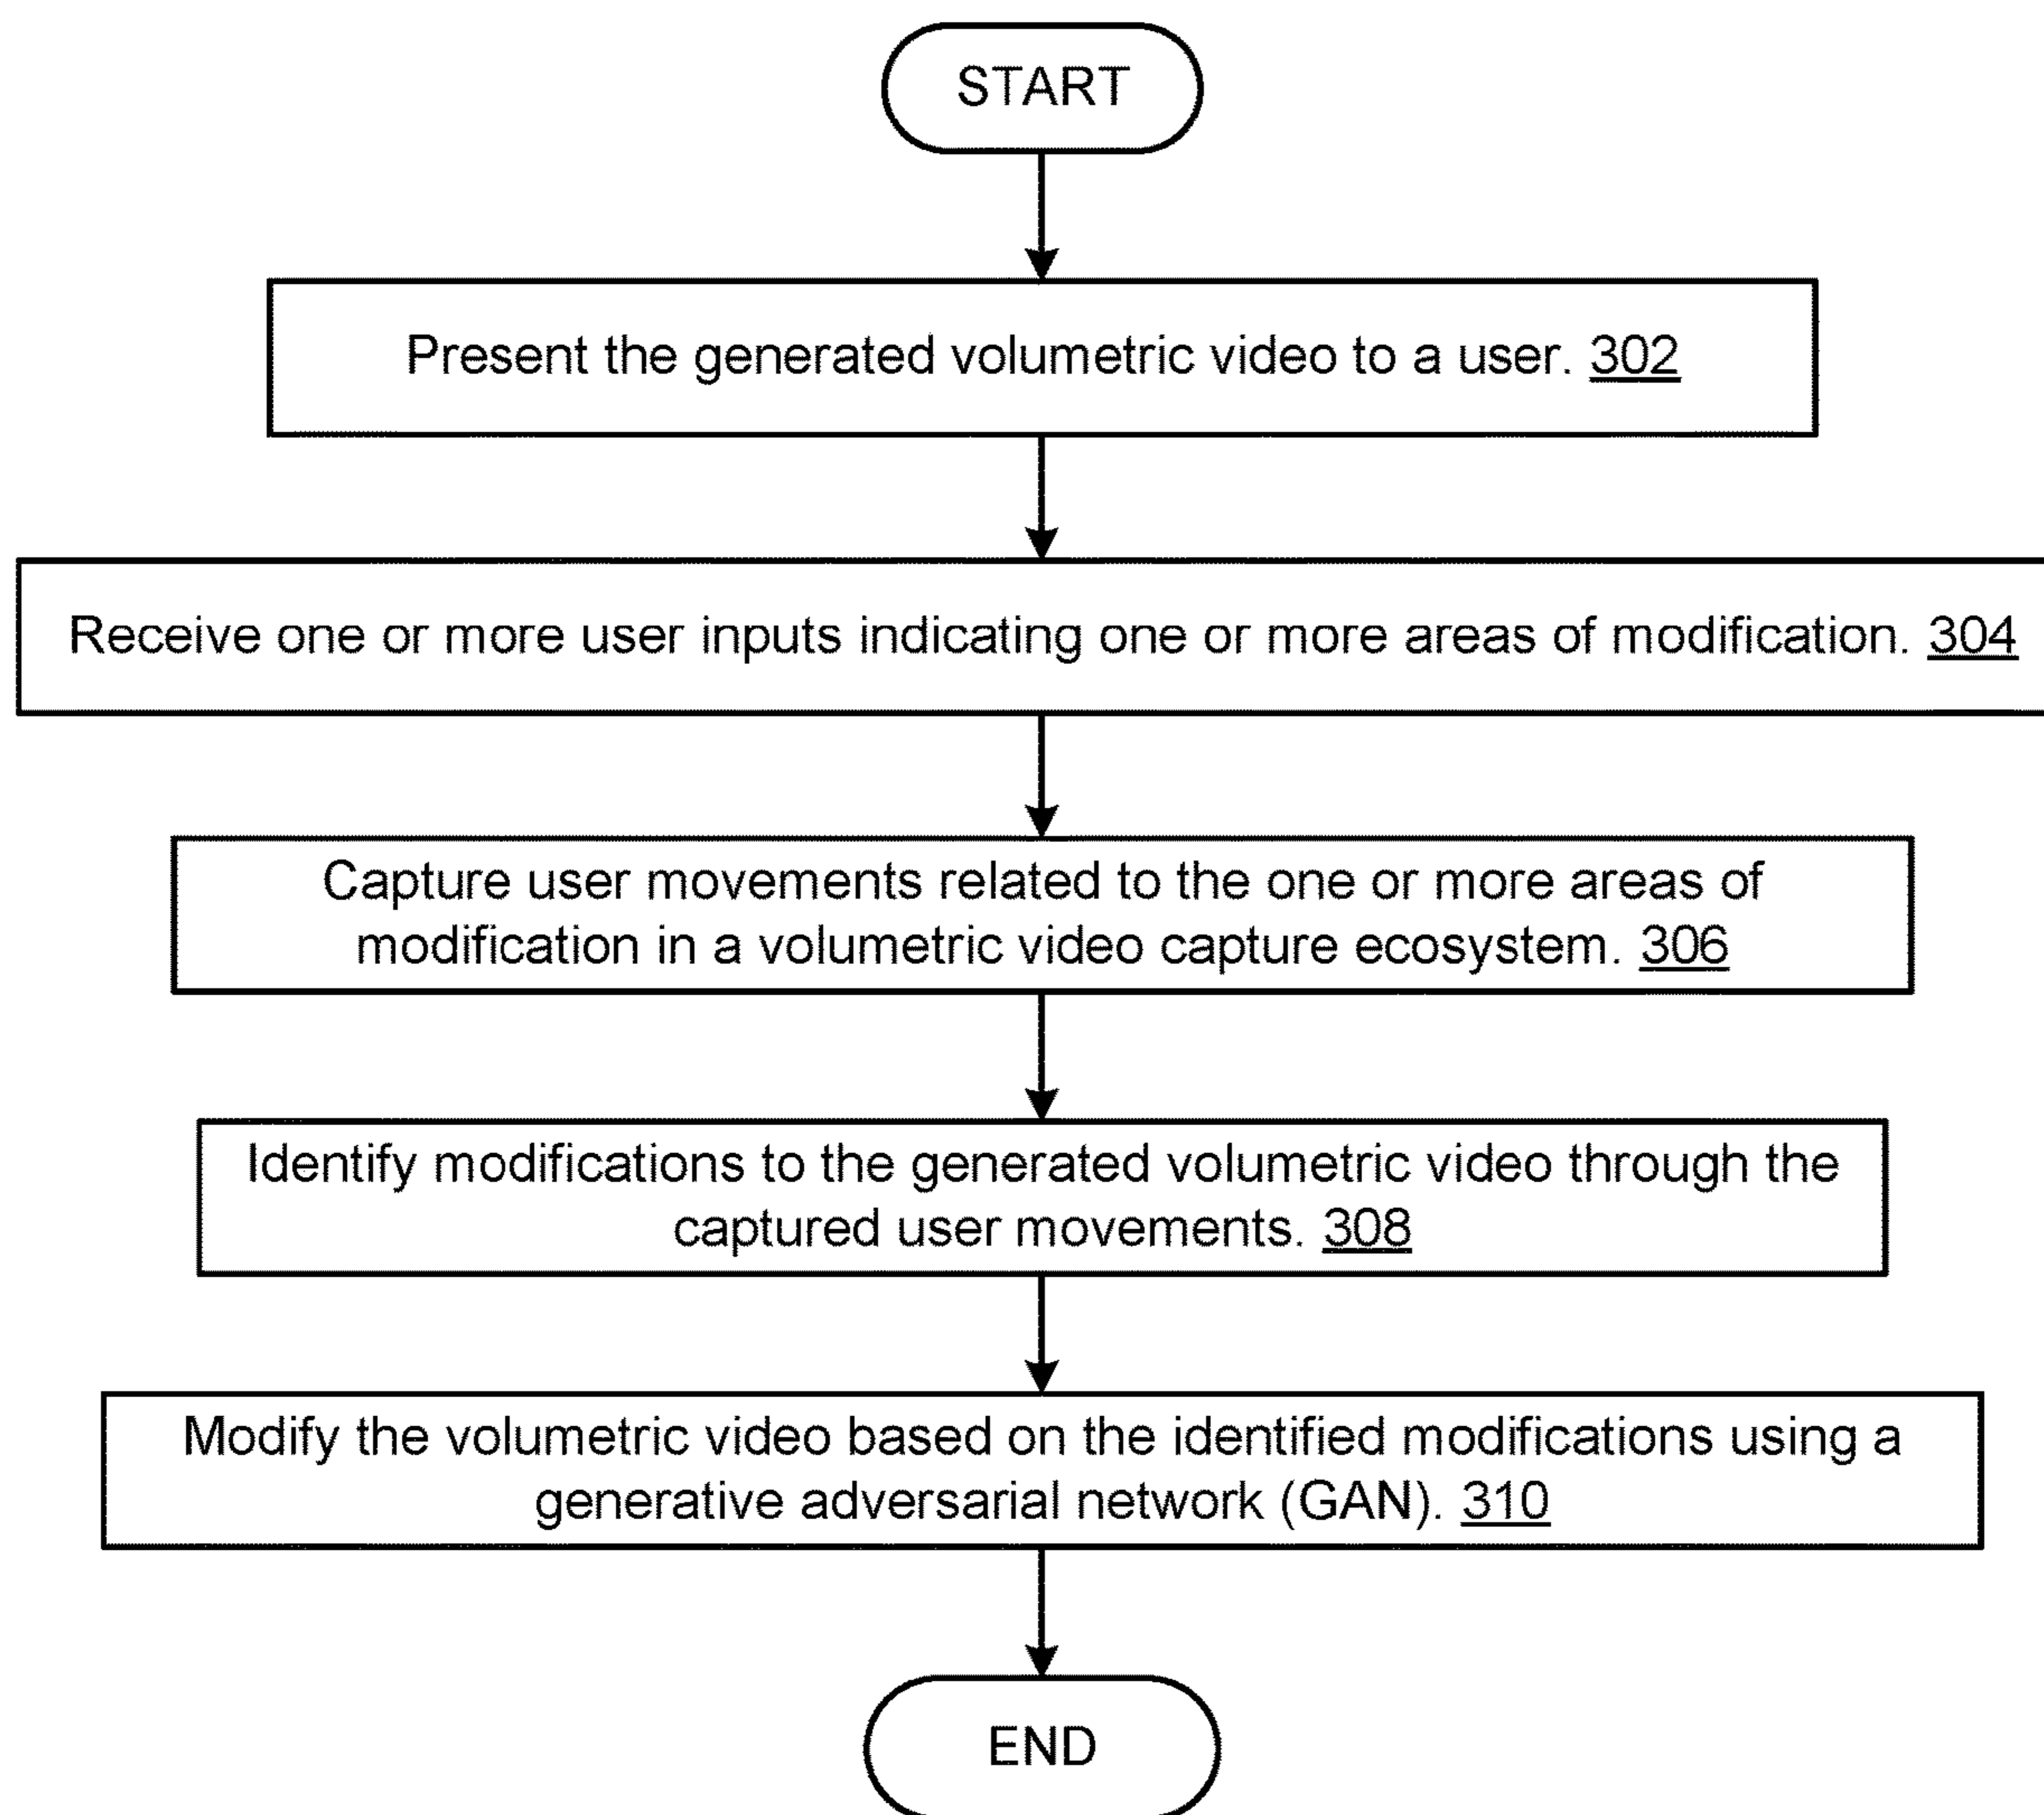 START
Present the generated volumetric video to a user. 302
Receive one or more user inputs indicating one or more areas of modification. 304
Capture user movements related to the one or more areas of
modification in a volumetric video capture ecosystem. 306
Identify modifications to the generated volumetric video through the
captured user movements. 308
Modify the volumetric video based on the identified modifications using a
generative adversarial network (GAN). 310
END